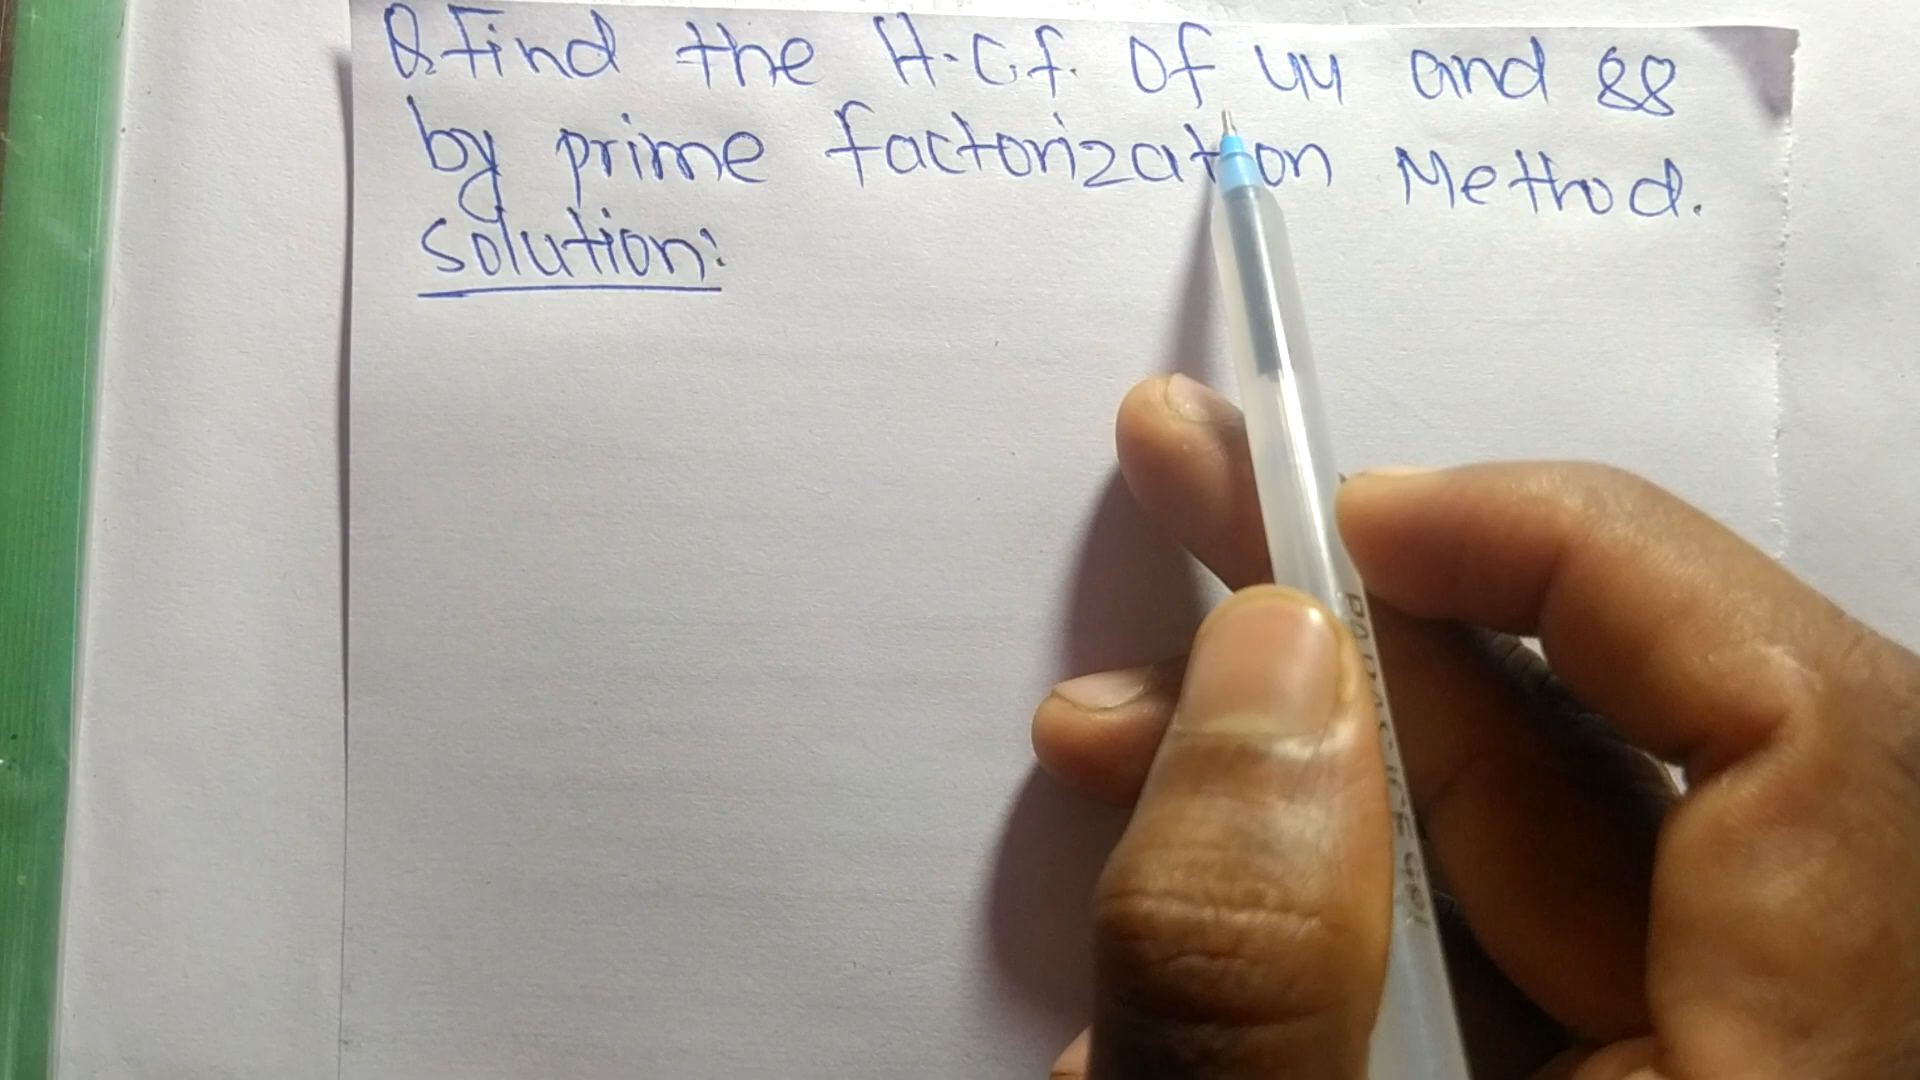 Q. Find the H.C.f. Of 44 and 88
by prime factorization Method.
Solution: